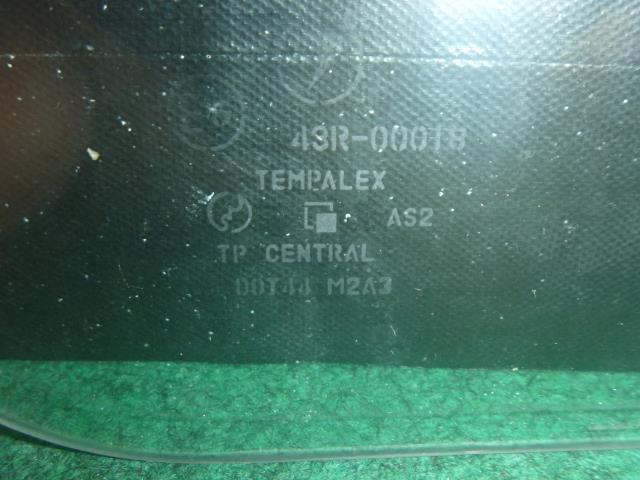 43R-00018
TEMPALEX
AS2
TP CENTRAL
DOT44 M2A3